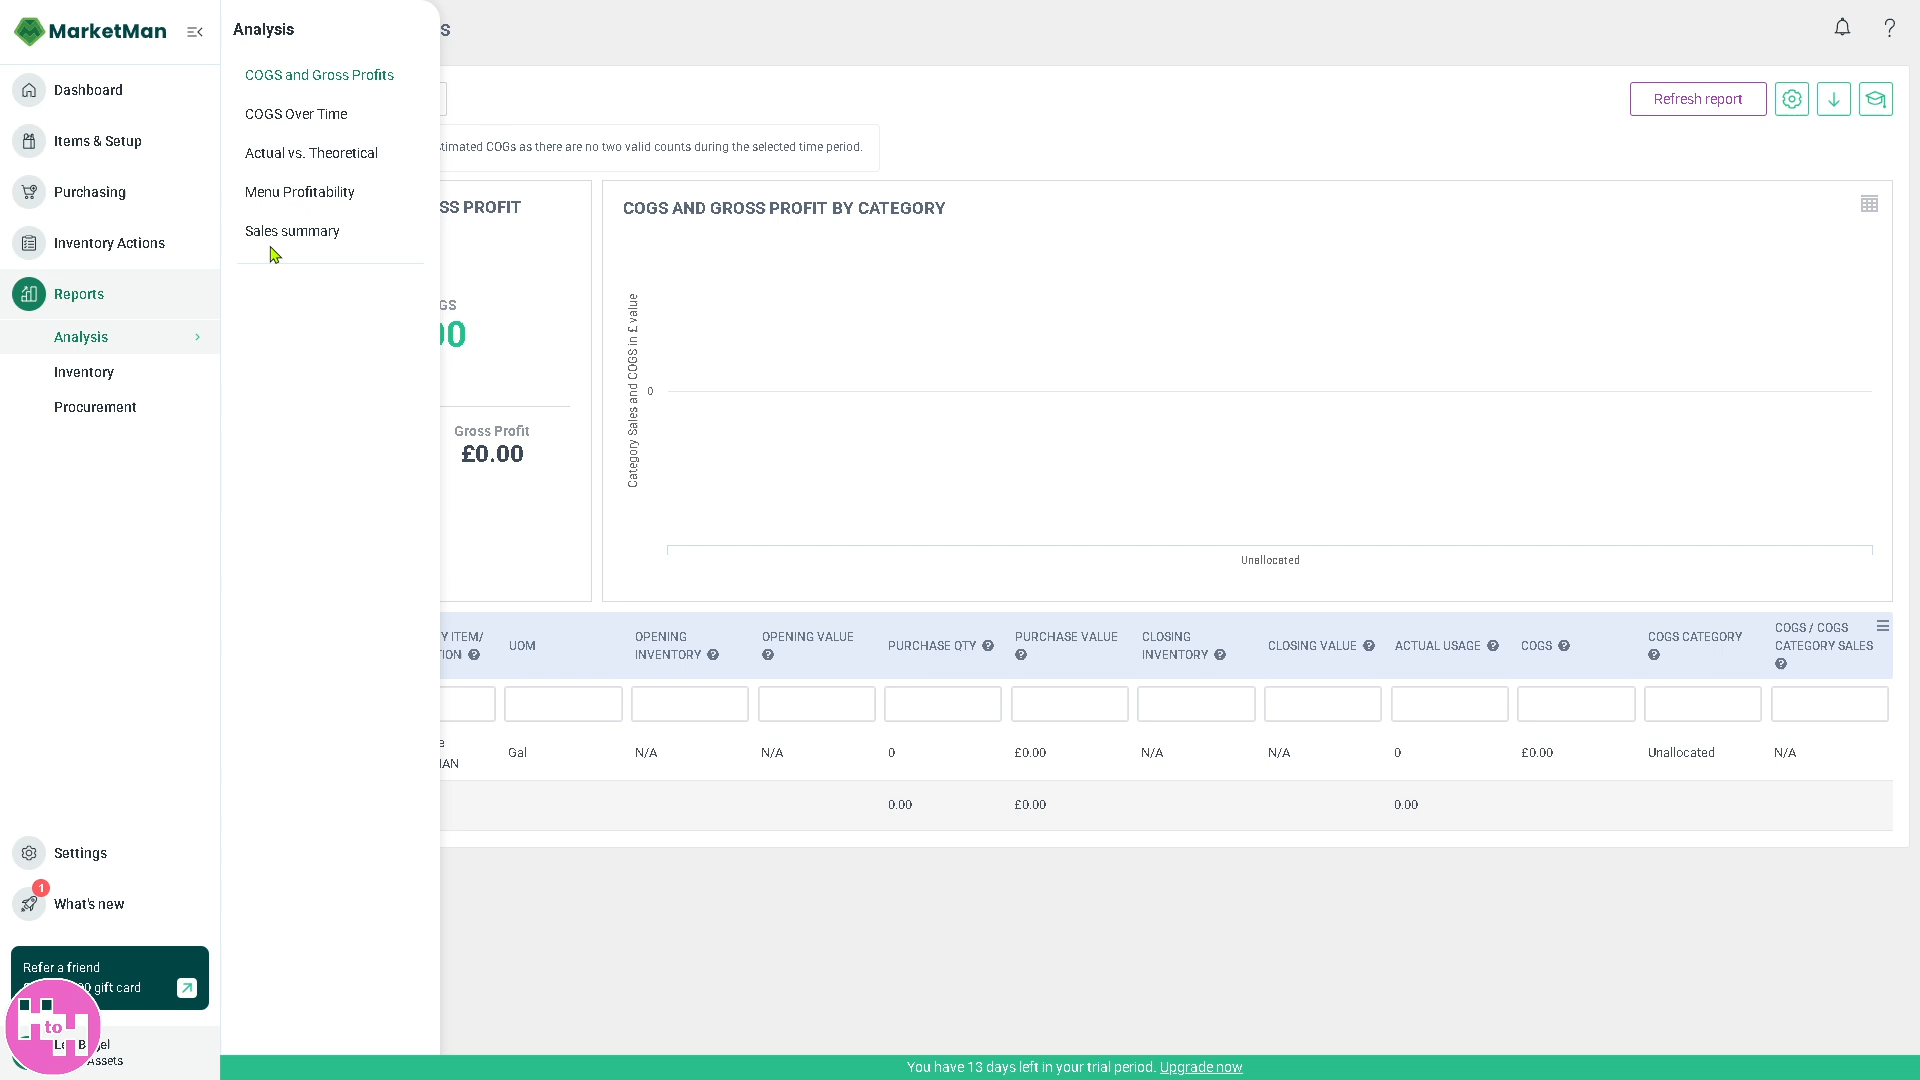 MarketMan
Dashboard
Items & Setup
Purchasing
Inventory Actions
Reports
Analysis
Inventory
Procurement
Settings
1
What's new
Refer a friend
gift card
Assets
to
Analysis
COGS and Gross Profits
COGS Over Time
Actual vs. Theoretical
Menu Profitability
Sales summary
S
Refresh report
timated COGs as there are no two valid counts during the selected time period.
SS PROFIT
GS
00
Gross Profit
£0.00
COGS AND GROSS PROFIT BY CATEGORY
Category Sales and COGS in £ value
0
Unallocated
Y ITEM/
ION
UOM
OPENING
INVENTORY
OPENING VALUE
PURCHASE QTY
PURCHASE VALUE
CLOSING
INVENTORY
CLOSING VALUE
ACTUAL USAGE
COGS
COGS CATEGORY
COGS / COGS
CATEGORY SALES
e
IAN
Gal
N/A
N/A
0
£0.00
N/A
N/A
0
£0.00
Unallocated
N/A
0.00
£0.00
0.00
You have 13 days left in your trial period. Upgrade now